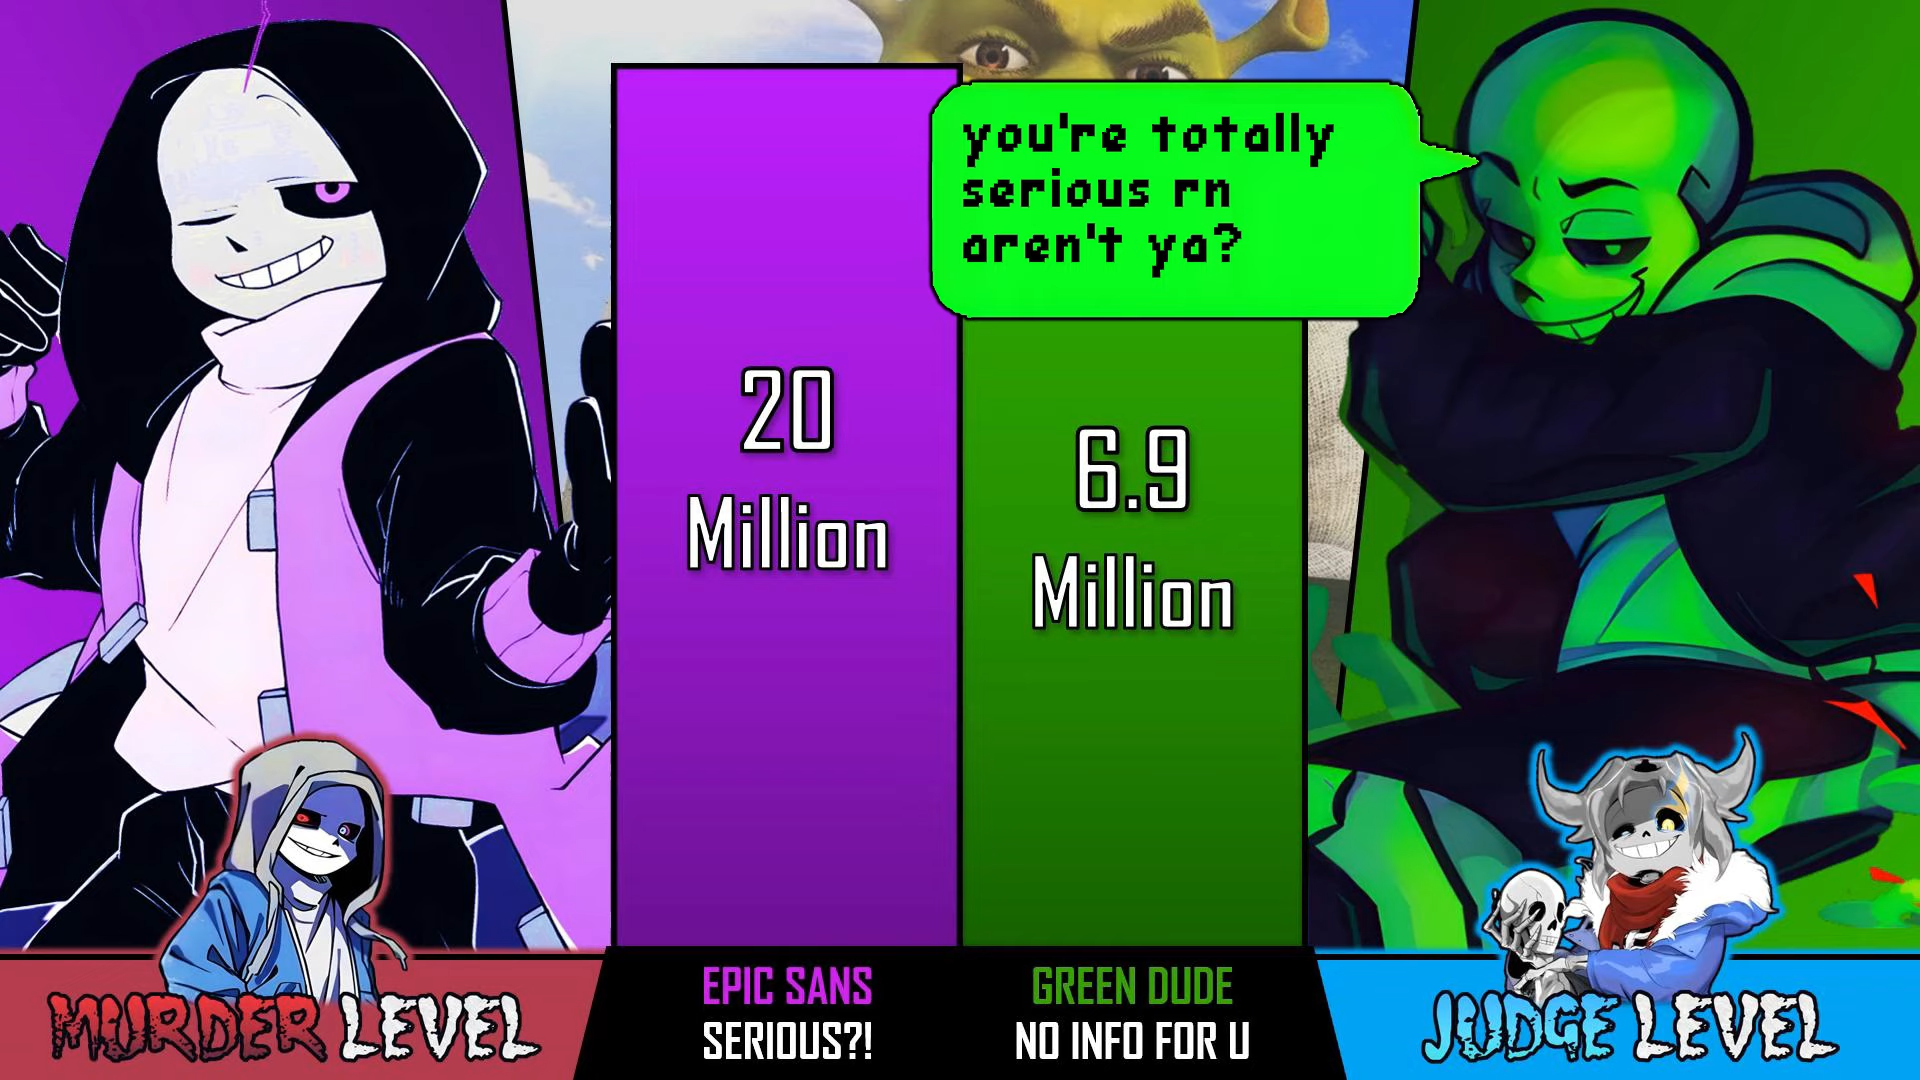 you're totally
serious rn
aren't ya?
20
Million
6.9
Million
EPIC SANS
SERIOUS?!
GREEN DUDE
NO INFO FOR U
MURDER LEVEL
JUDGE LEVEL